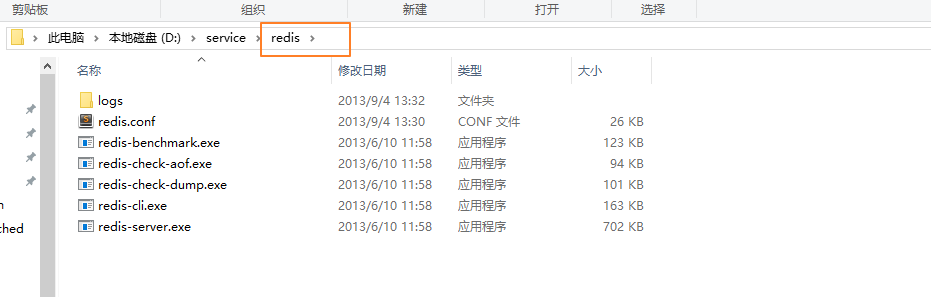 剪贴板 组织 新建 打开 选择
此电脑 本地磁盘 (D:) service redis
名称 修改日期 类型 大小
logs 2013/9/4 13:32 文件夹
redis.conf 2013/9/4 13:30 CONF 文件 26 KB
redis-benchmark.exe 2013/6/10 11:58 应用程序 123 KB
redis-check-aof.exe 2013/6/10 11:58 应用程序 94 KB
redis-check-dump.exe 2013/6/10 11:58 应用程序 101 KB
redis-cli.exe 2013/6/10 11:58 应用程序 163 KB
ched redis-server.exe 2013/6/10 11:58 应用程序 702 KB